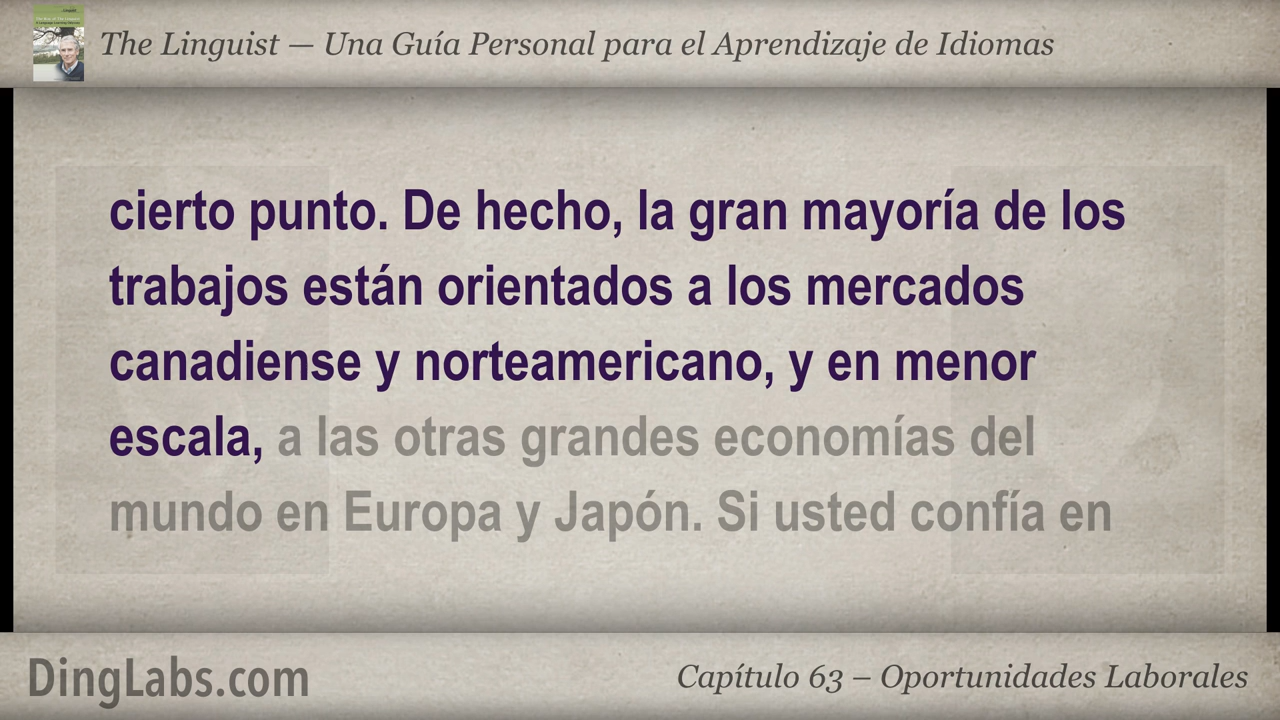 The Linguist — Una Guía Personal para el Aprendizaje de Idiomas
cierto punto. De hecho, la gran mayoría de los
trabajos están orientados a los mercados
canadiense y norteamericano, y en menor
escala, a las otras grandes economías del
mundo en Europa y Japón. Si usted confía en
DingLabs.com
Capítulo 63 – Oportunidades Laborales